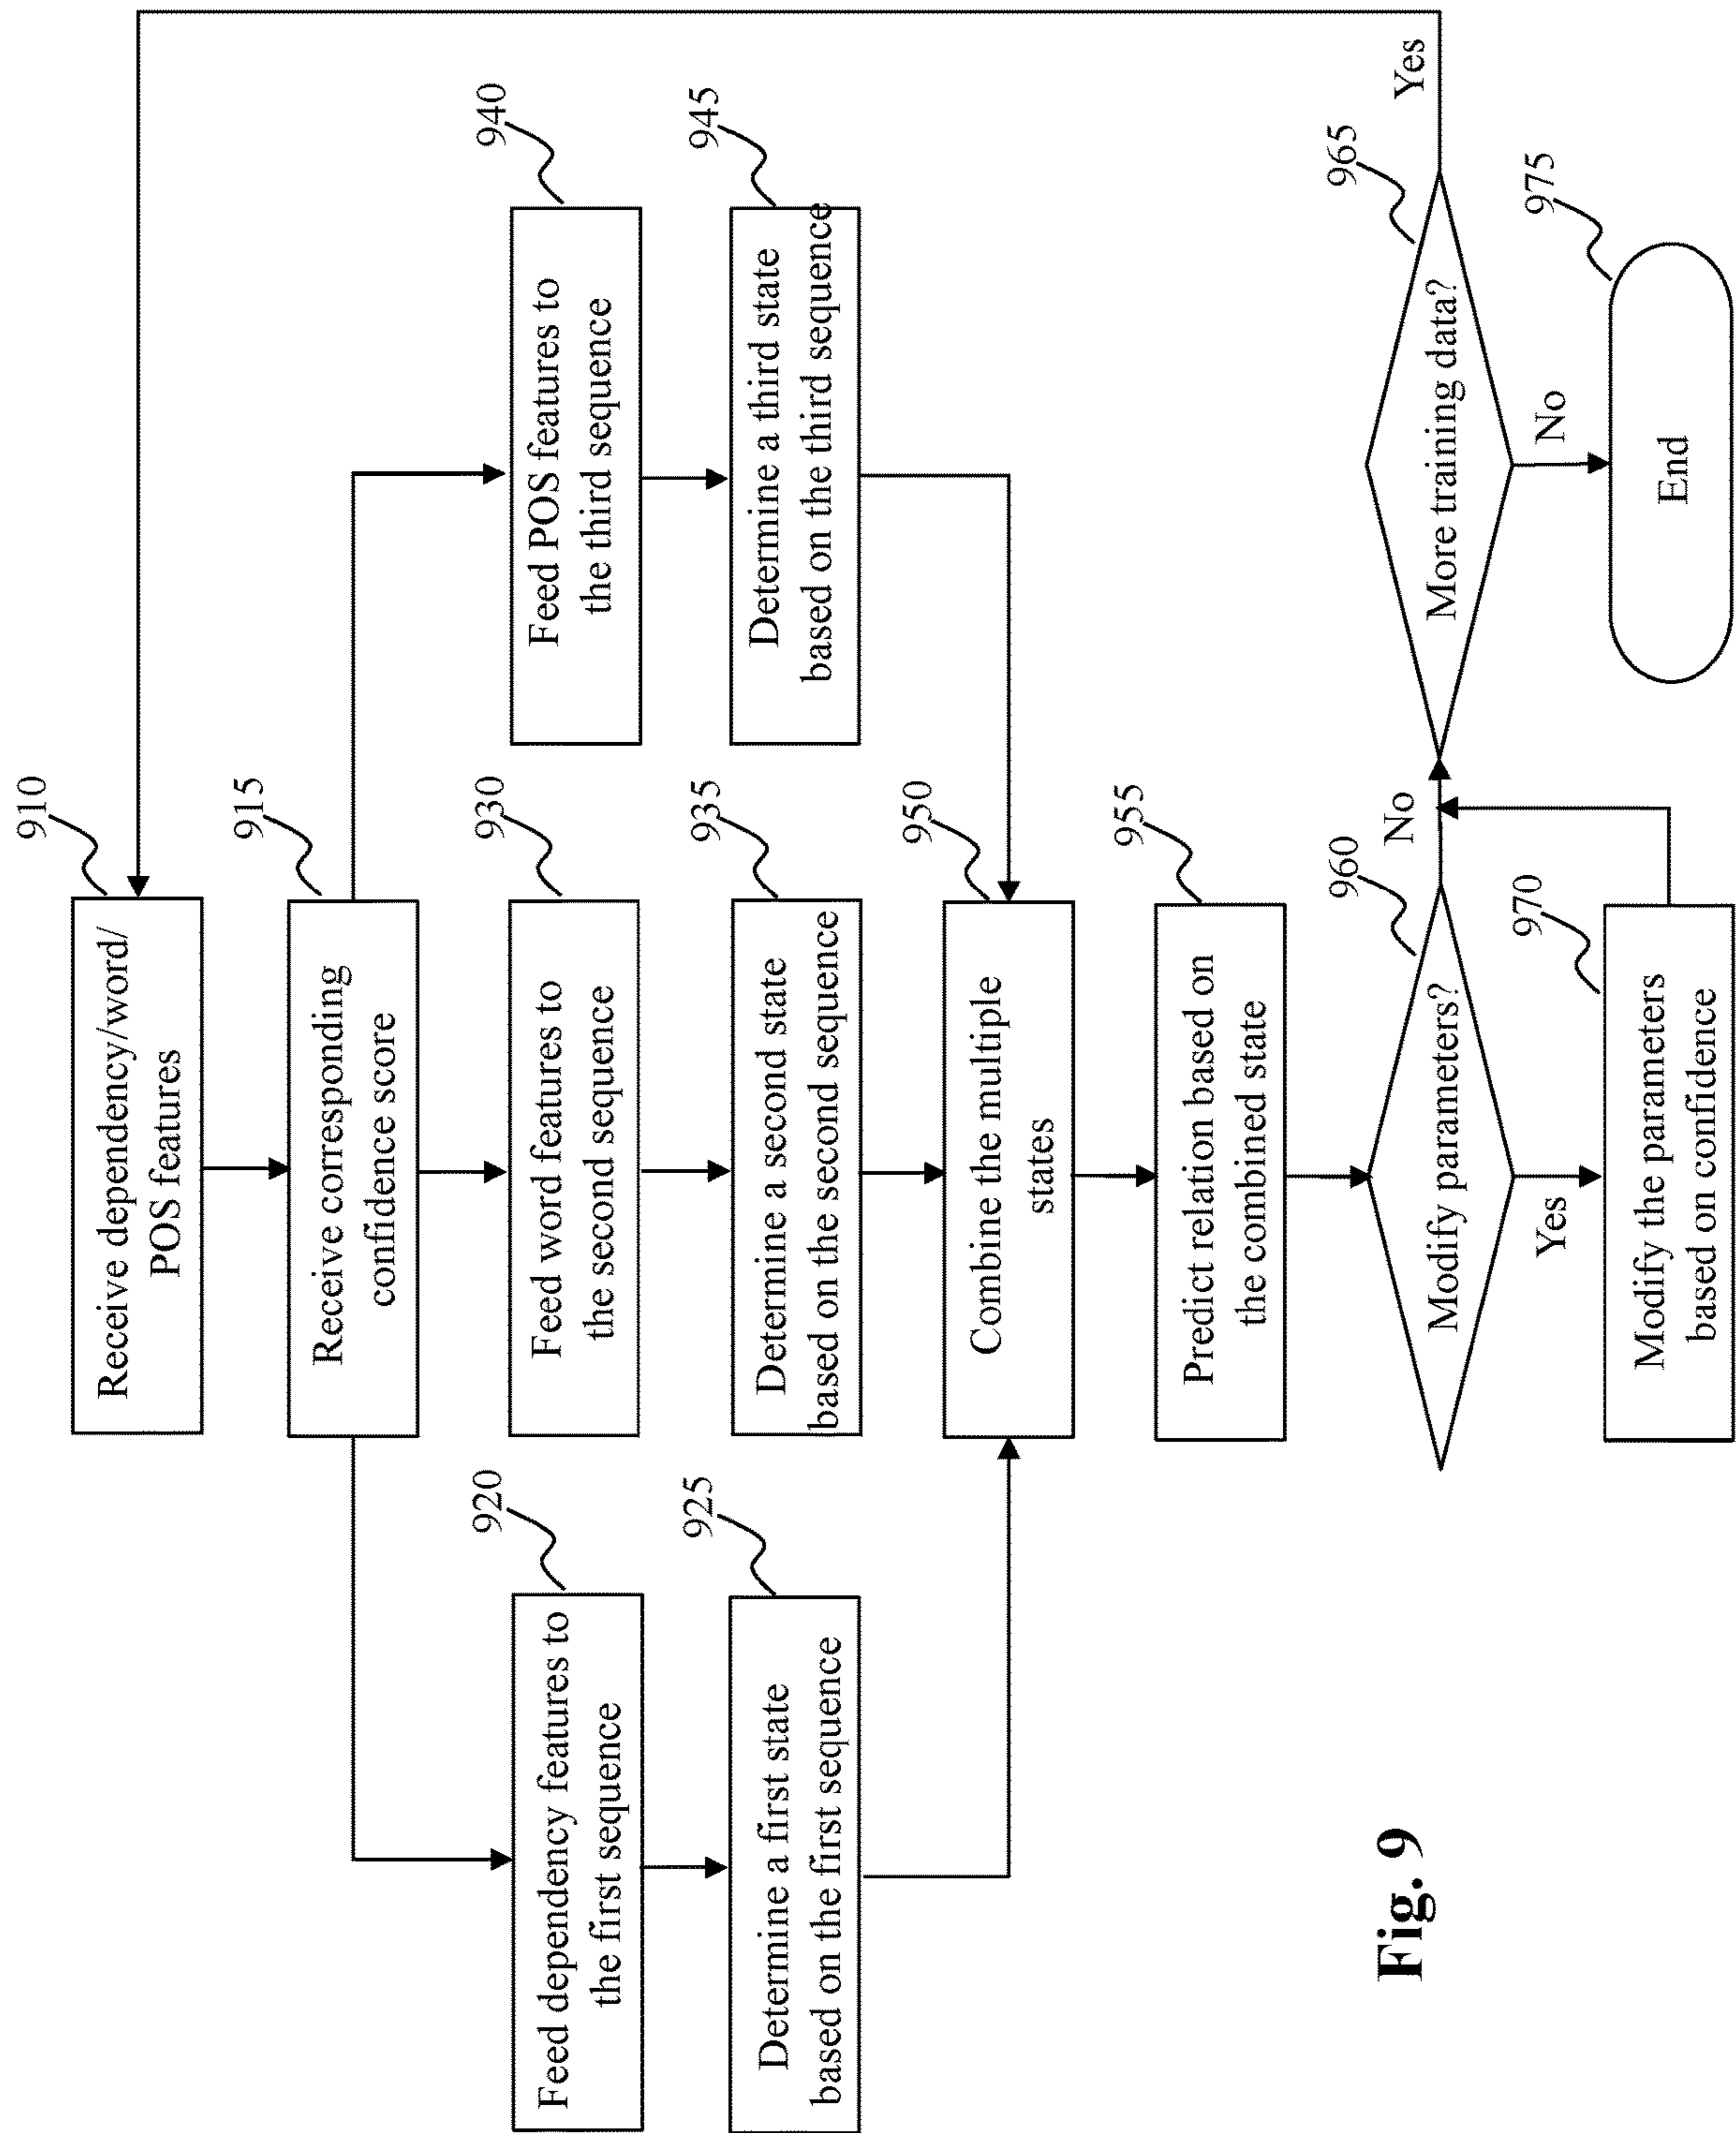 910
Receive dependency/word/
POS features
915
Receive corresponding
confidence score
920
Feed dependency features to
the first sequence
930
Feed word features to
the second sequence
940
Feed POS features to
the third sequence
925
Determine a first state
based on the first sequence
935
Determine a second state
based on the second sequence
945
Determine a third state
based on the third sequence
950
Combine the multiple
states
955
Predict relation based on
the combined state
960
Modify parameters?
No
Yes
965
More training data?
Yes
No
970
Modify the parameters
based on confidence
975
End
Fig. 9